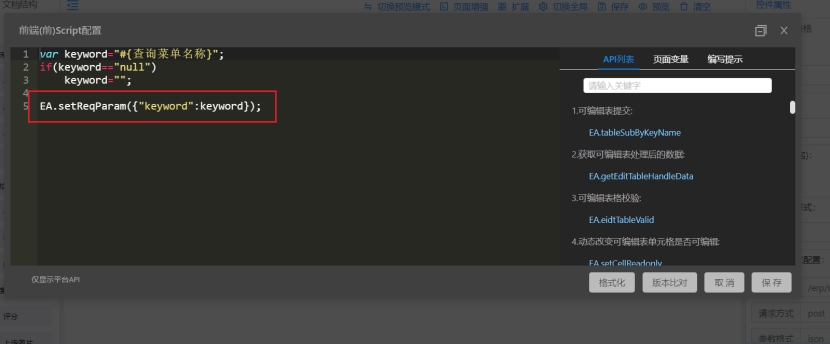 文档结构
切换预览模式 页面增强 扩展 切换全局 保存 预览 清空
控件属性
前端(前)Script配置
1 var keyword="#{查询菜单名称}";
2 if(keyword=="null")
3 keyword="";
4
5 EA.setReqParam({"keyword":keyword});
API列表 页面变量 编写提示
请输入关键字
1.可编辑表提交:
EA.tableSubByKeyName
2.获取可编辑表处理后的数据:
EA.getEditTableHandleData
3.可编辑表格校验:
EA.eidtTableValid
4.动态改变可编辑表单元格是否可编辑:
EA.setCellReadonly
仅显示平台API
格式化 版本比对 取 消 保 存
配置:
/erp/
评分
请求方式 post
上传图片
参数格式 json